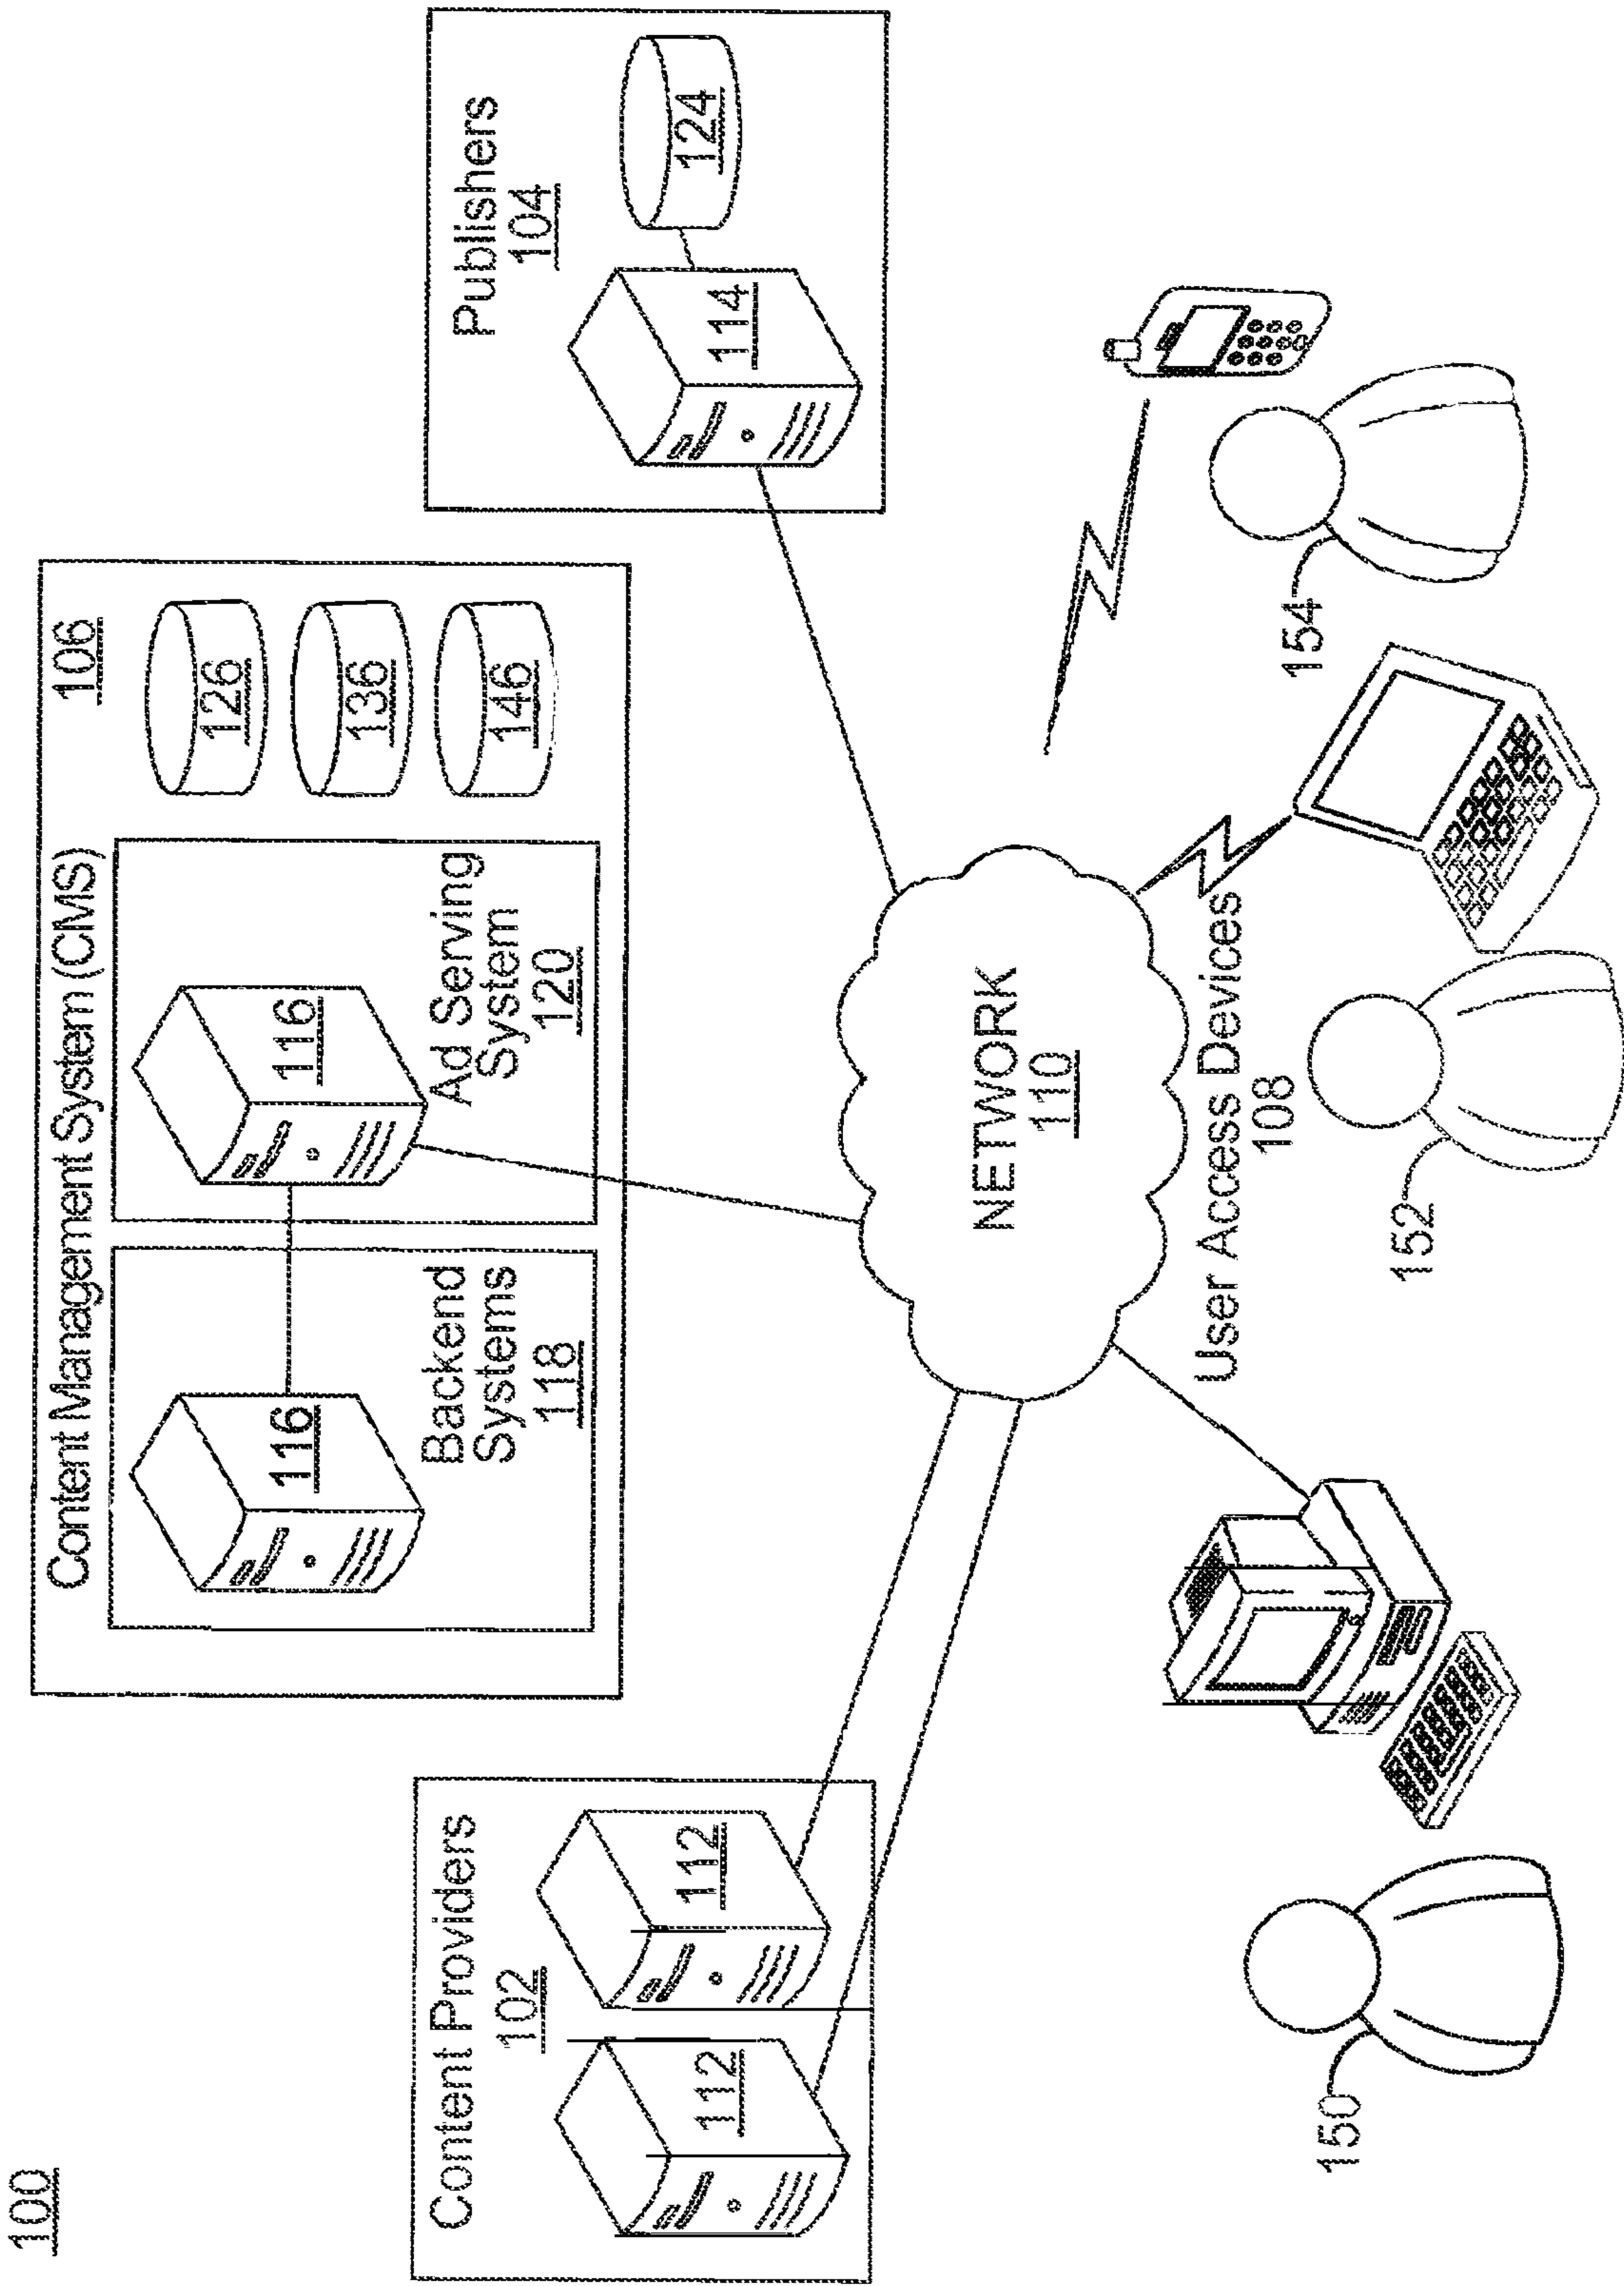 100
Content Management System (CMS)
106
116
Backend
Systems
118
116
Ad Serving
System
120
126
136
146
Content Providers
102
112
112
Publishers
104
114
124
NETWORK
110
User Access Devices
108
150
152
154